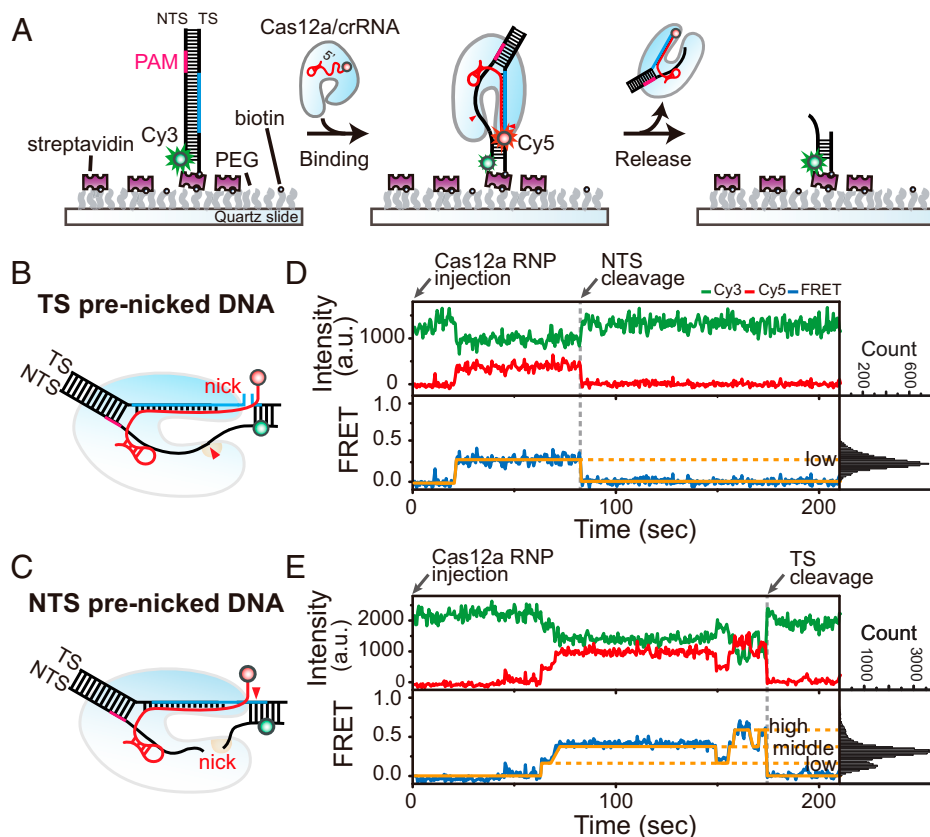 A
NTS TS
PAM
Cas12a/crRNA
5'
Cy3
biotin
streptavidin
PEG
Binding
Cy5
Release
Quartz slide
B
TS pre-nicked DNA
TS
NTS
nick
D
Cas12a RNP
injection
NTS
cleavage
Cy3 Cy5 FRET
Intensity
(a.u.)
1000
0
Count
200 600
FRET
1.0
0.5
0.0
low
0 100 200
Time (sec)
C
NTS pre-nicked DNA
TS
NTS
nick
E
Cas12a RNP
injection
TS
cleavage
Intensity
(a.u.)
2000
1000
0
Count
1000 3000
FRET
1.0
0.5
0.0
high
middle
low
0 100 200
Time (sec)